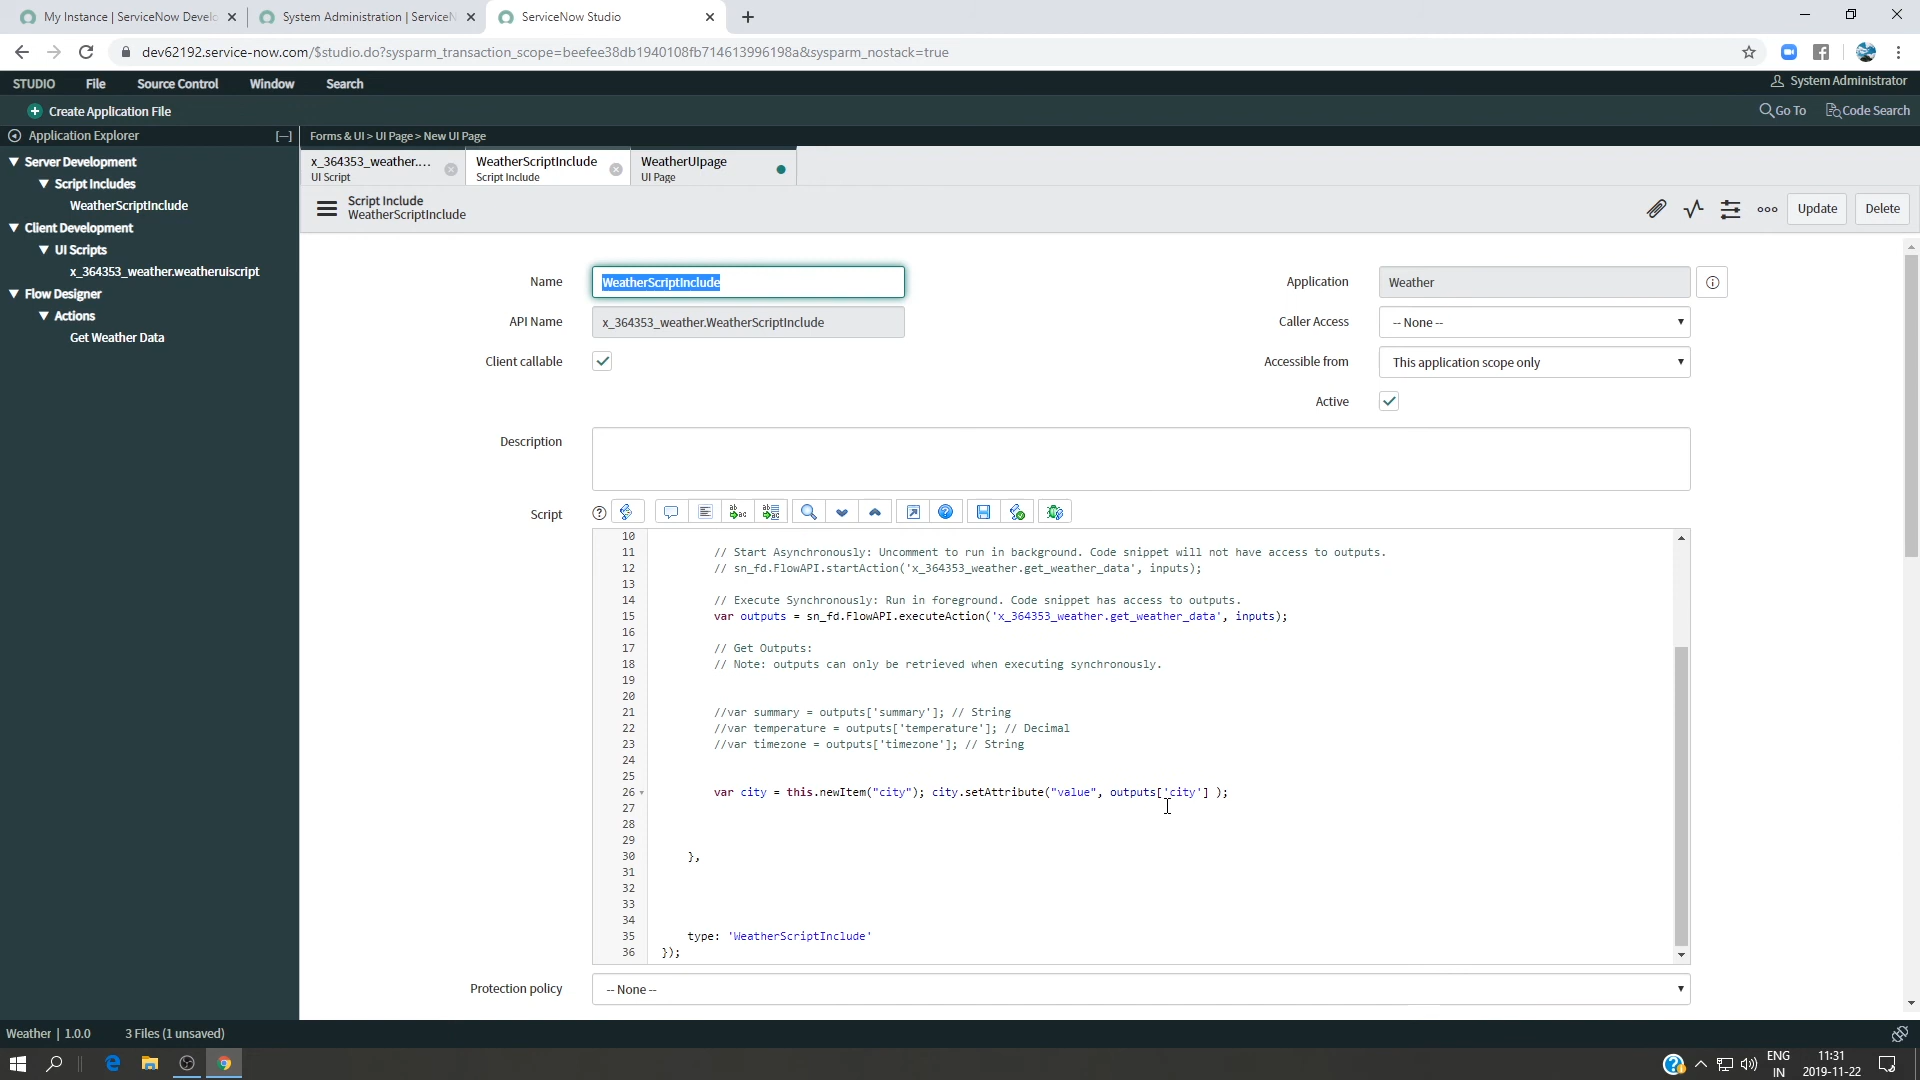 My Instance | ServiceNow Develo
System Administration | ServiceN
ServiceNow Studio
dev62192.service-now.com/$studio.do?sysparm_transaction_scope=beefee38db1940108fb714613996198a&sysparm_nostack=true
STUDIO File Source Control Window Search
System Administrator
Create Application File
Go To
Code Search
Application Explorer
Forms & UI > UI Page > New UI Page
Server Development
Script Includes
WeatherScriptInclude
Client Development
UI Scripts
x_364353_weather.weatheruiscript
Flow Designer
Actions
Get Weather Data
x_364353_weather....
UI Script
WeatherScriptInclude
Script Include
WeatherUIpage
UI Page
Script Include
WeatherScriptInclude
Update
Delete
Name
WeatherScriptInclude
Application
Weather
API Name
x_364353_weather.WeatherScriptInclude
Caller Access
-- None --
Client callable
Accessible from
This application scope only
Active
Description
Script
10
11 // Start Asynchronously: Uncomment to run in background. Code snippet will not have access to outputs.
12 // sn_fd.FlowAPI.startAction('x_364353_weather.get_weather_data', inputs);
13
14 // Execute Synchronously: Run in foreground. Code snippet has access to outputs.
15 var outputs = sn_fd.FlowAPI.executeAction('x_364353_weather.get_weather_data', inputs);
16
17 // Get Outputs:
18 // Note: outputs can only be retrieved when executing synchronously.
19
20
21 //var summary = outputs['summary']; // String
22 //var temperature = outputs['temperature']; // Decimal
23 //var timezone = outputs['timezone']; // String
24
25
26 var city = this.newItem("city"); city.setAttribute("value", outputs['city'] );
27
28
29
30 },
31
32
33
34
35 type: 'WeatherScriptInclude'
36 });
Protection policy
-- None --
Weather | 1.0.0
3 Files (1 unsaved)
ENG
IN
11:31
2019-11-22